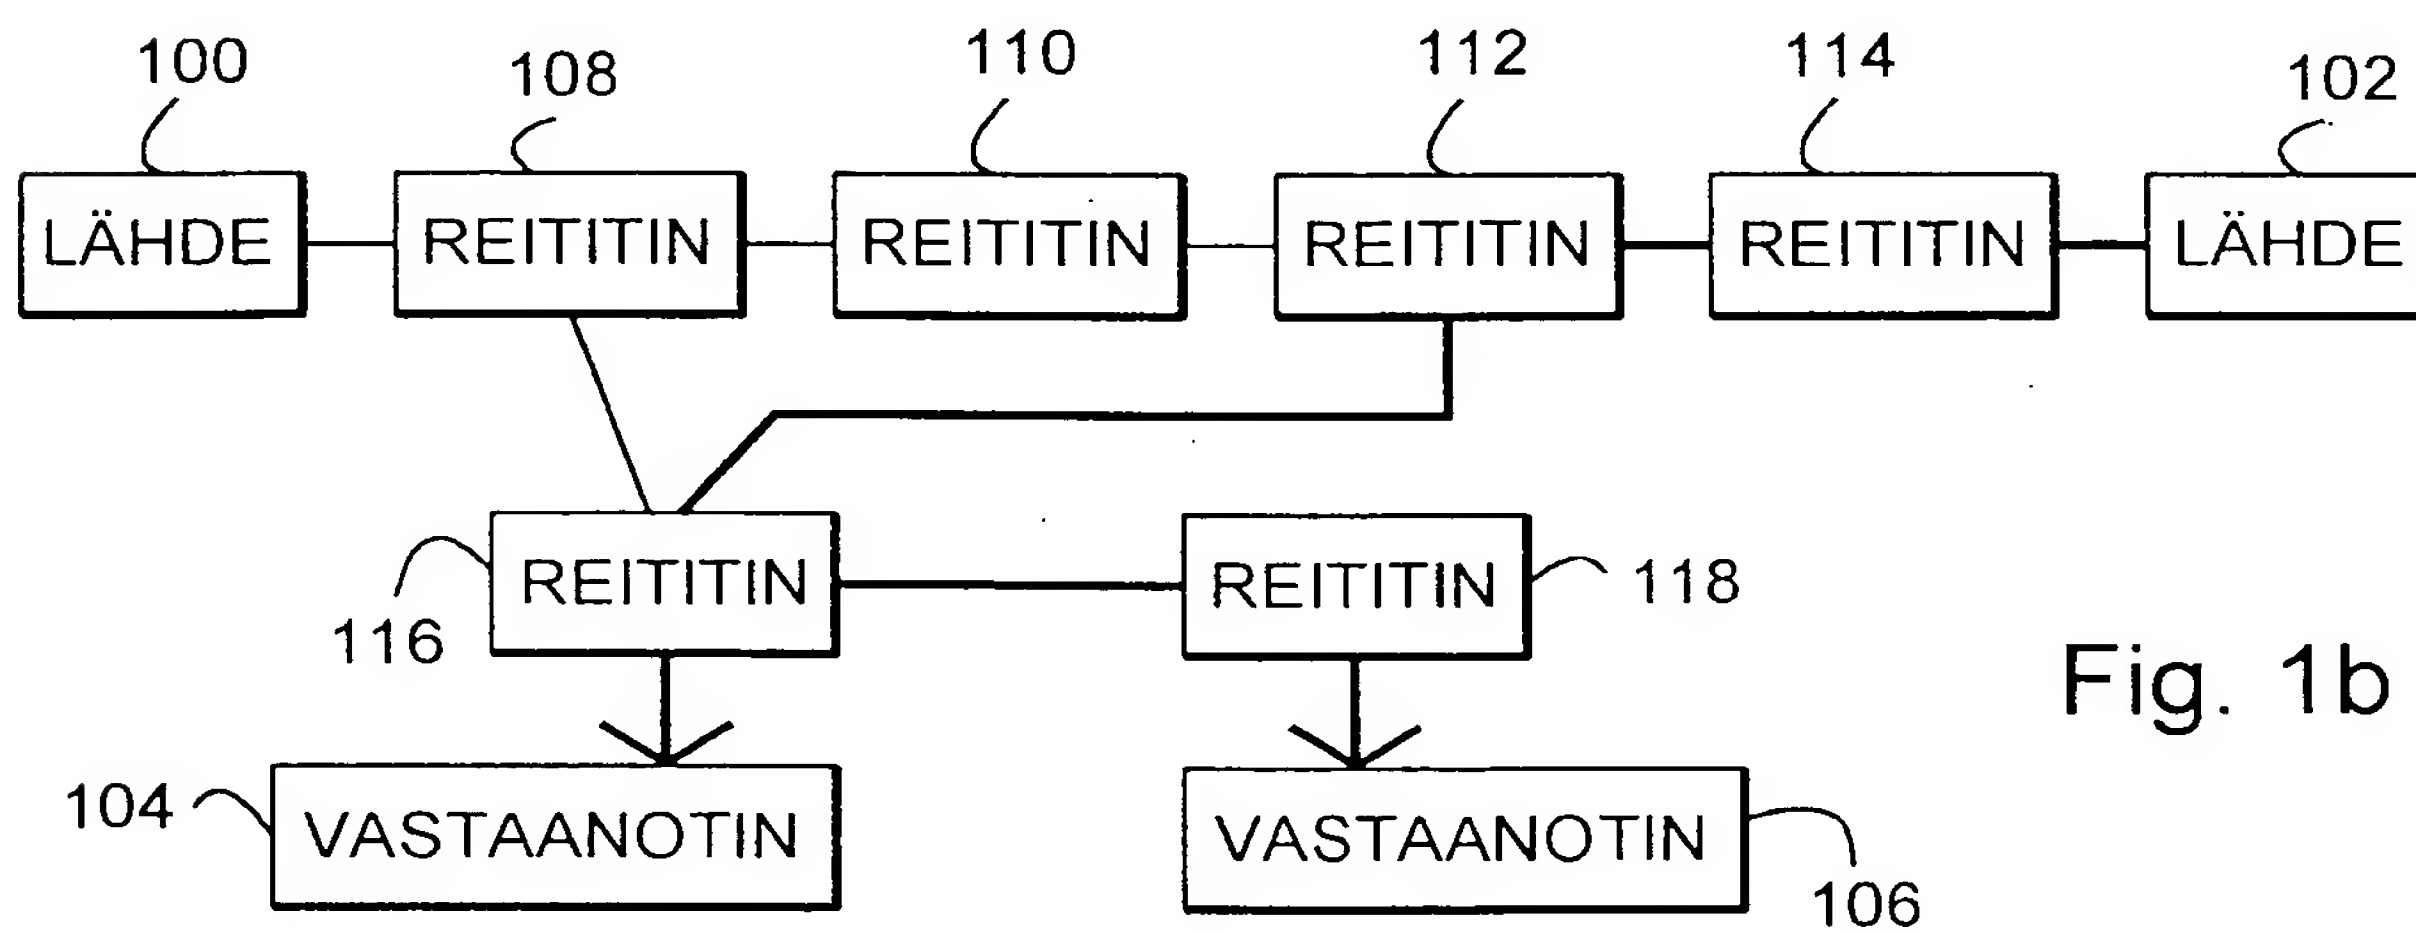 100 108 110 112 114 102
LÄHDE REITITIN REITITIN REITITIN REITITIN LÄHDE
REITITIN REITITIN 118
116
Fig. 1b
104 VASTAANOTIN VASTAANOTIN
106